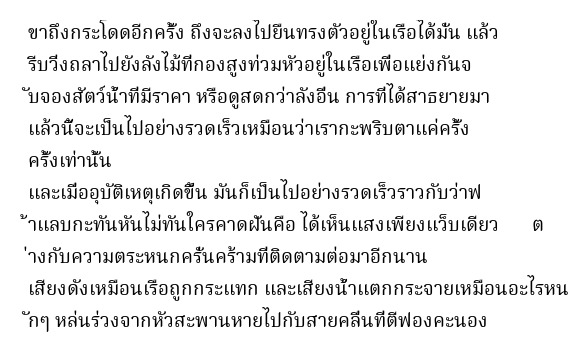 ขาถึงกระโดดอีกครั้ง ถึงจะลงไปยืนทรงตัวอยู่ในเรือได้มั่น แล้ว
รีบวิ่งถลาไปยังลังไม้ที่กองสูงท่วมหัวอยู่ในเรือเพื่อแย่งกันจ
ับจองสัตว์น้ำที่มีราคา หรือดูสดกว่าลังอื่น การที่ได้สาธยายมา
แล้วนี้จะเป็นไปอย่างรวดเร็วเหมือนว่าเรากะพริบตาแค่ครั้ง
ครั้งเท่านั้น
และเมื่ออุบัติเหตุเกิดขึ้น มันก็เป็นไปอย่างรวดเร็วราวกับว่าฟ
้าแลบกะทันหันไม่ทันใครคาดฝันคือ ได้เห็นแสงเพียงแว็บเดียว ต
่างกับความตระหนกครั่นคร้ามที่ติดตามต่อมาอีกนาน
เสียงดังเหมือนเรือถูกกระแทก และเสียงน้ำแตกกระจายเหมือนอะไรหน
ักๆ หล่นร่วงจากหัวสะพานหายไปกับสายคลื่นที่ตีฟองคะนอง